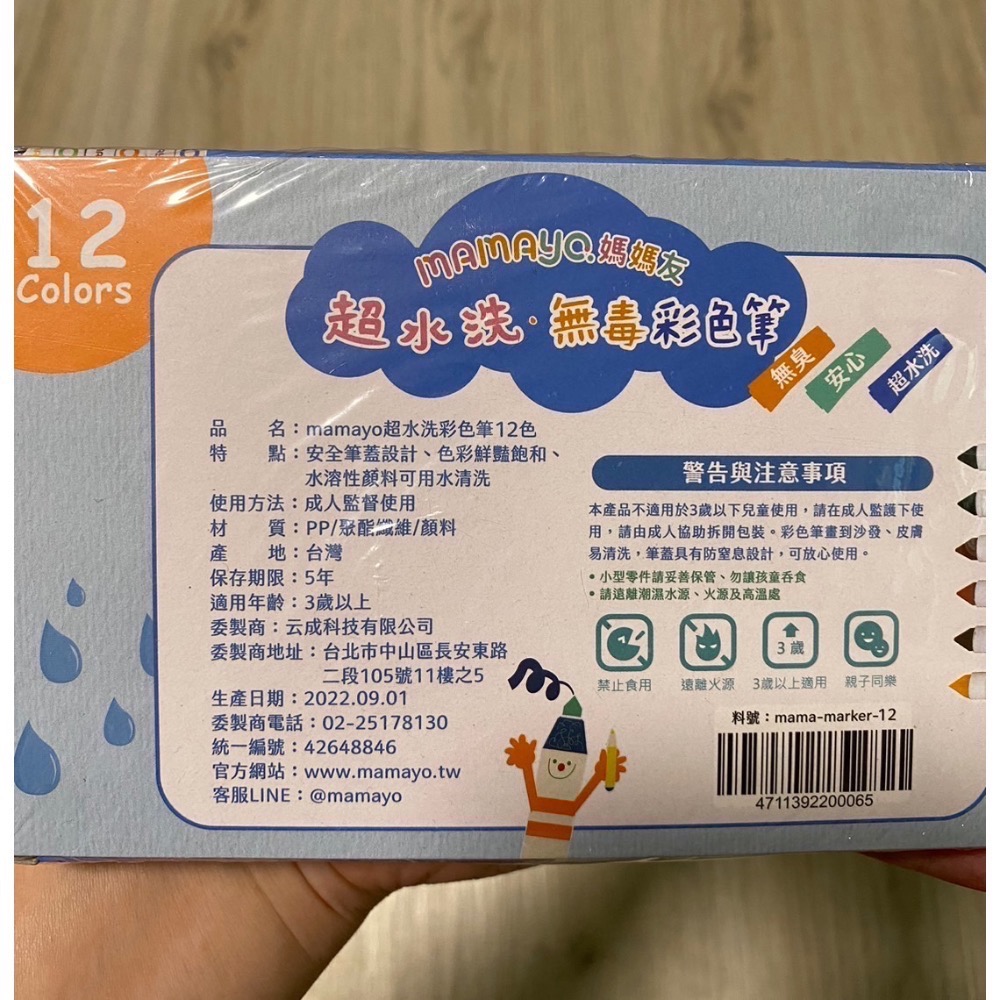 12
Colors
mamayo.媽媽友
超水洗·無毒彩色筆
無臭
安心
超水洗
品　　名：mamayo超水洗彩色筆12色
特　　點：安全筆蓋設計、色彩鮮豔飽和、
水溶性顏料可用水清洗
使用方法：成人監督使用
材　　質：PP/聚酯纖維/顏料
產　　地：台灣
保存期限：5年
適用年齡：3歲以上
委製商：云成科技有限公司
委製商地址：台北市中山區長安東路
二段105號11樓之5
生產日期：2022.09.01
委製商電話：02-25178130
統一編號：42648846
官方網站：www.mamayo.tw
客服LINE：@mamayo
警告與注意事項
本產品不適用於3歲以下兒童使用，請在成人監護下使
用，請由成人協助拆開包裝。彩色筆畫到沙發、皮膚
易清洗，筆蓋具有防窒息設計，可放心使用。
•小型零件請妥善保管、勿讓孩童吞食
•請遠離潮濕水源、火源及高溫處
3歲
禁止食用
遠離火源
3歲以上適用
親子同樂
料號：mama-marker-12
4711392200065